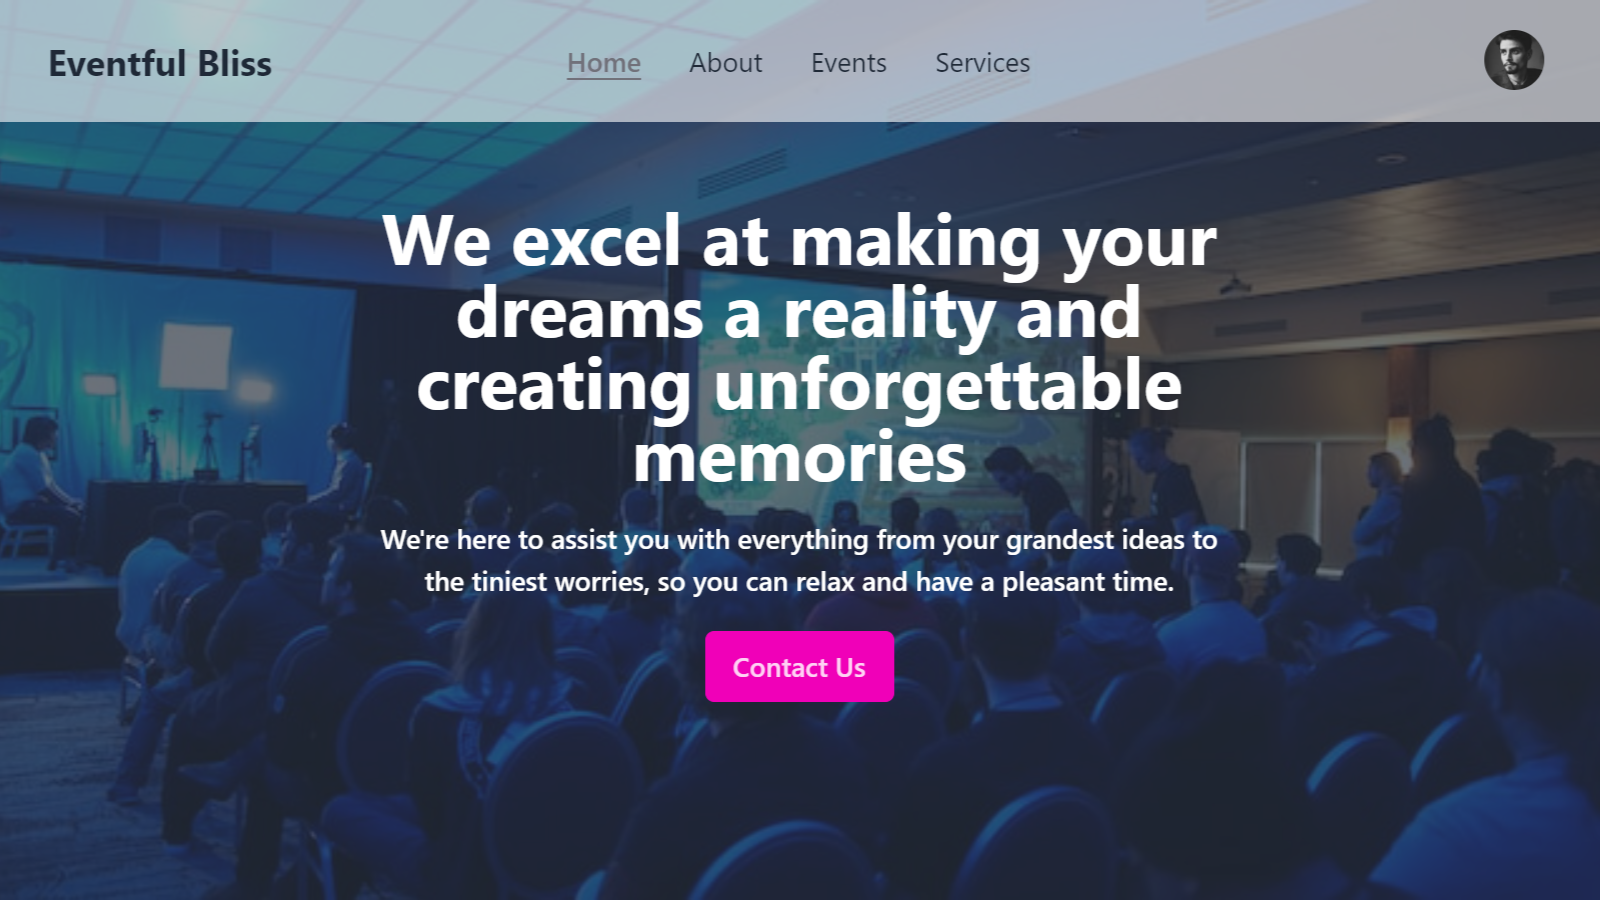 Eventful Bliss
Home
About
Events
Services
We excel at making your
dreams a reality and
creating unforgettable
memories
We're here to assist you with everything from your grandest ideas to
the tiniest worries, so you can relax and have a pleasant time.
Contact Us